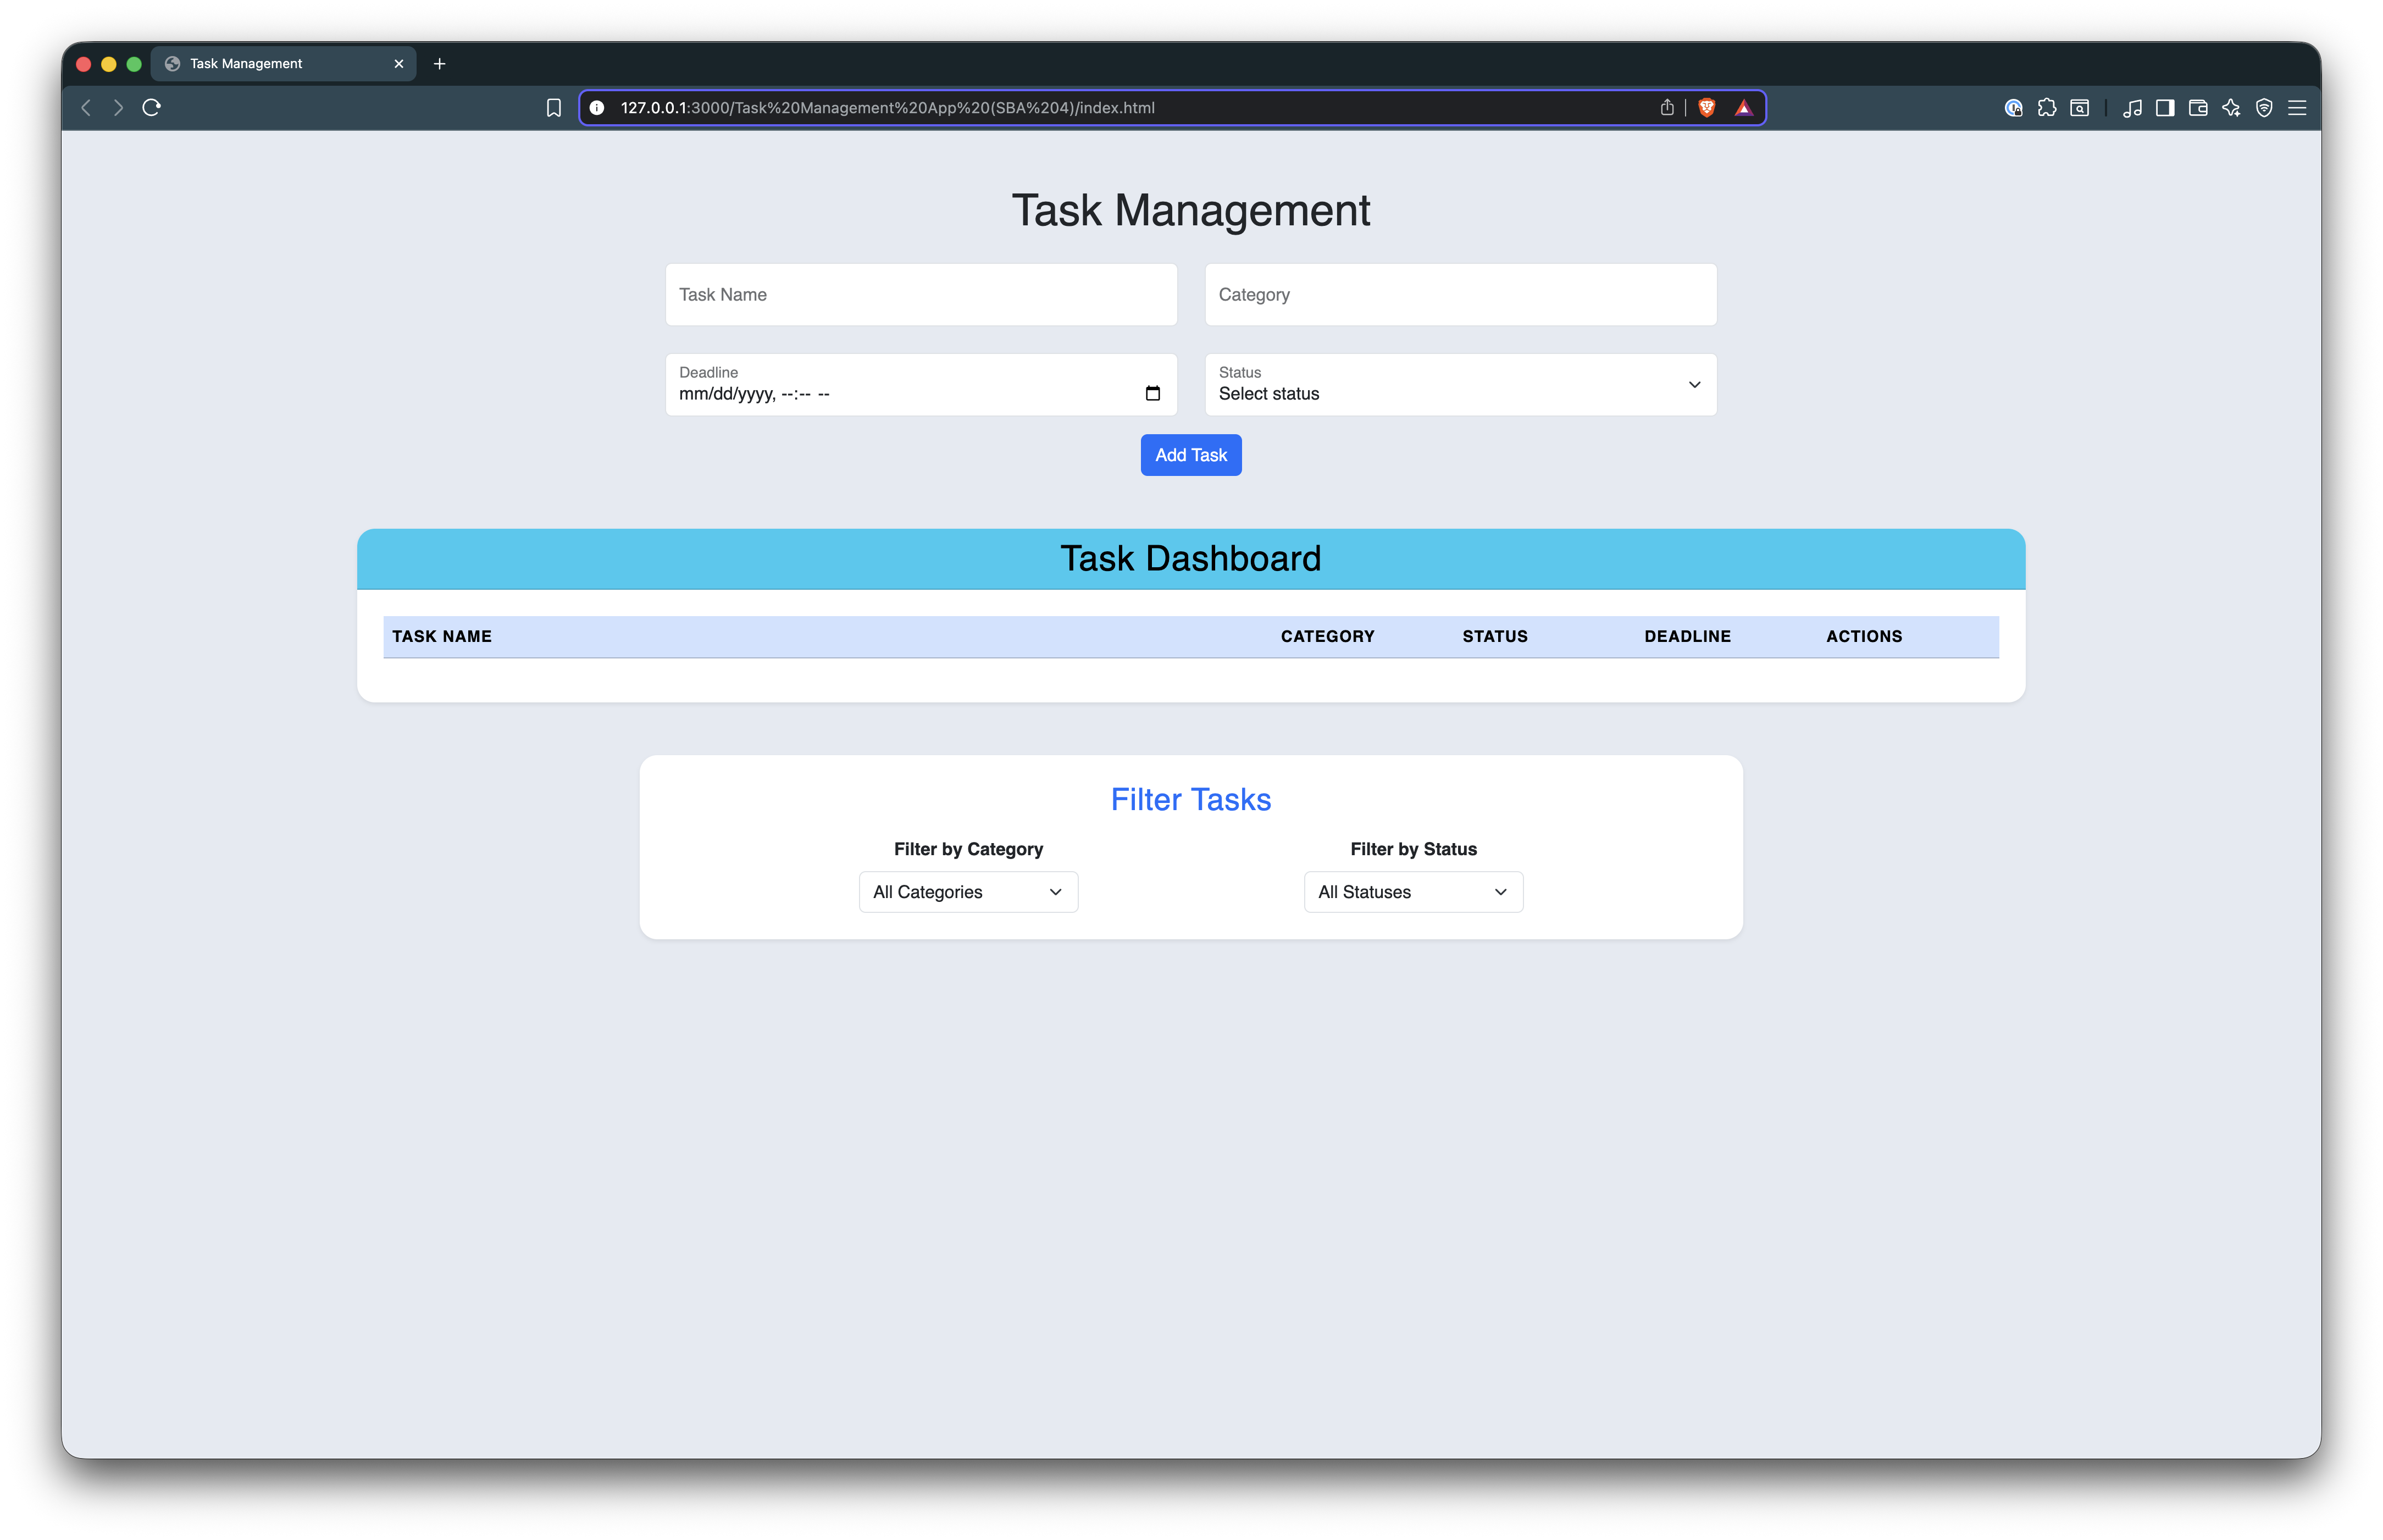 Task Management
127.0.0.1:3000/Task%20Management%20App%20(SBA%204)/index.html
Task Management
Task Name
Category
Deadline
mm/dd/yyyy, --:-- --
Status
Select status
Add Task
Task Dashboard
TASK NAME CATEGORY STATUS DEADLINE ACTIONS
Filter Tasks
Filter by Category
All Categories
Filter by Status
All Statuses